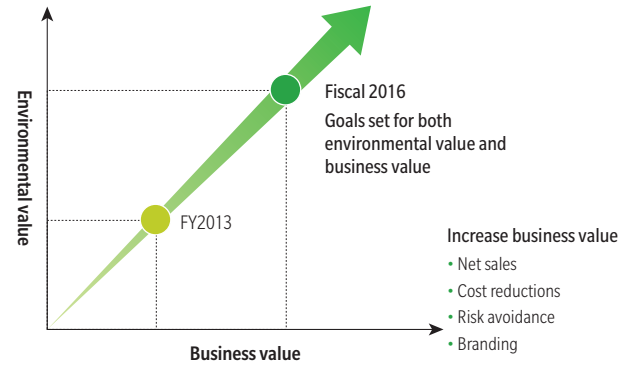 Environmental value
Fiscal 2016
Goals set for both
environmental value and
business value
FY2013
Increase business value
• Net sales
• Cost reductions
• Risk avoidance
• Branding
Business value